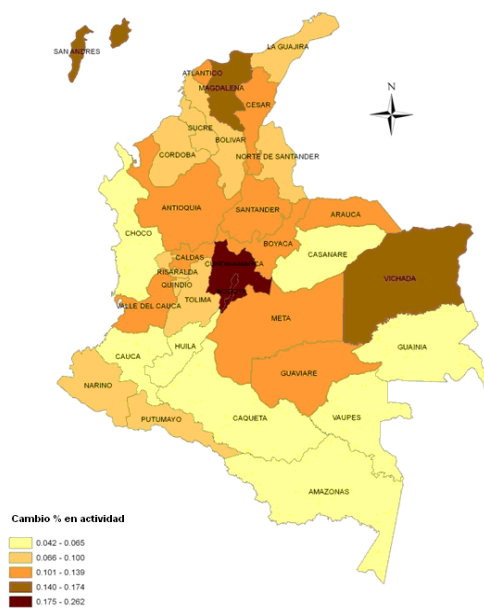 SAN ANDRES
LA GUAJIRA
ATLANTICO
MAGDALENA
N
CESAR
SUCRE
BOLIVAR
CORDOBA
NORTE DE SANTANDER
ANTIOQUIA
SANTANDER
ARAUCA
CHOCO
BOYACA
CALDAS
CASANARE
CUNDINAMARCA
RISARALDA
VICHADA
QUINDIO
TOLIMA
VALLE DEL CAUCA
META
GUAINIA
HUILA
CAUCA
GUAVIARE
NARINO
PUTUMAYO
CAQUETA
VAUPES
AMAZONAS
Cambio % en actividad
0.042 - 0.065
0.066 - 0.100
0.101 - 0.139
0.140 - 0.174
0.175 - 0.262